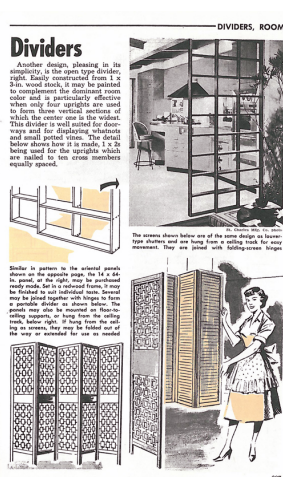 DIVIDERS, ROOM
Dividers
Another design, pleasing in its
simplicity, is the open type divider,
right. Easily constructed from 1 x
3-in. wood stock, it may be painted
to complement the dominant room
color and is particularly effective
when only four uprights are used
to form three vertical sections of
which the center one is the widest.
This divider is well suited for door-
ways and for displaying whatnots
and small potted vines. The detail
below shows how it is made, 1 x 2s
being used for the uprights which
are nailed to ten cross members
equally spaced,
St. Charles Mfg. Co. photo
The screens shown below are of the same design as louver-
type shutters and are hung from a ceiling track for easy
movement. They are joined with folding-screen hinges
Similar in pattern to the oriental panels
shown on the opposite page, the 14 x 64-
in. panel, at the right, may be purchased
ready made. Set in a redwood frame, it may
be finished to suit individual taste. Several
may be joined together with hinges to form
a portable divider as shown below. The
panels may also be mounted on floor-to-
ceiling supports, or hung from the ceiling
track, below right. If hung from the ceil-
ing as screens, they may be folded out of
the way or extended for use as needed